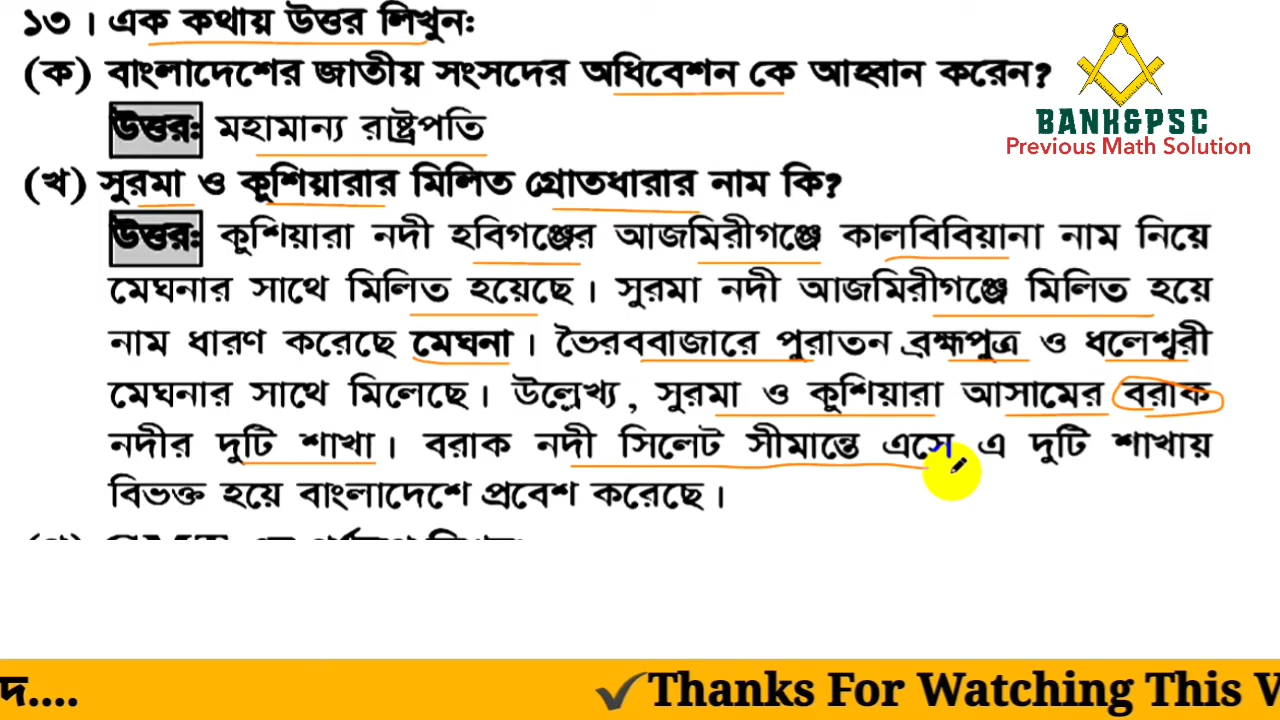 ১৩। এক কথায় উত্তর লিখুন:
(ক) বাংলাদেশের জাতীয় সংসদের অধিবেশন কে আহ্বান করেন?
উত্তর: মহামান্য রাষ্ট্রপতি
BANK&PSC
Previous Math Solution
(খ) সুরমা ও কুশিয়ারার মিলিত স্রোতধারার নাম কি?
উত্তর: কুশিয়ারা নদী হবিগঞ্জের আজমিরীগঞ্জে কালবিবিয়ানা নাম নিয়ে
মেঘনার সাথে মিলিত হয়েছে। সুরমা নদী আজমিরীগঞ্জে মিলিত হয়ে
নাম ধারণ করেছে মেঘনা। ভৈরববাজারে পুরাতন ব্রহ্মপুত্র ও ধলেশ্বরী
মেঘনার সাথে মিলেছে। উল্লেখ্য, সুরমা ও কুশিয়ারা আসামের বরাক
নদীর দুটি শাখা। বরাক নদী সিলেট সীমান্তে এসে এ দুটি শাখায়
বিভক্ত হয়ে বাংলাদেশে প্রবেশ করেছে।
দ.... ✔Thanks For Watching This V